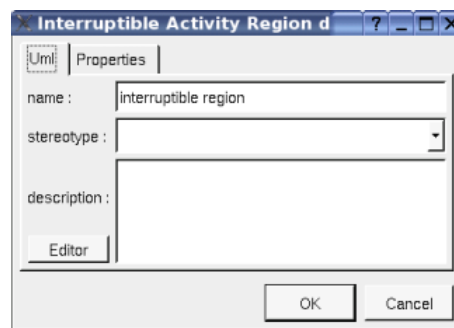 Interruptible Activity Region d
Uml Properties
name : interruptible region
stereotype :
description :
Editor
OK Cancel